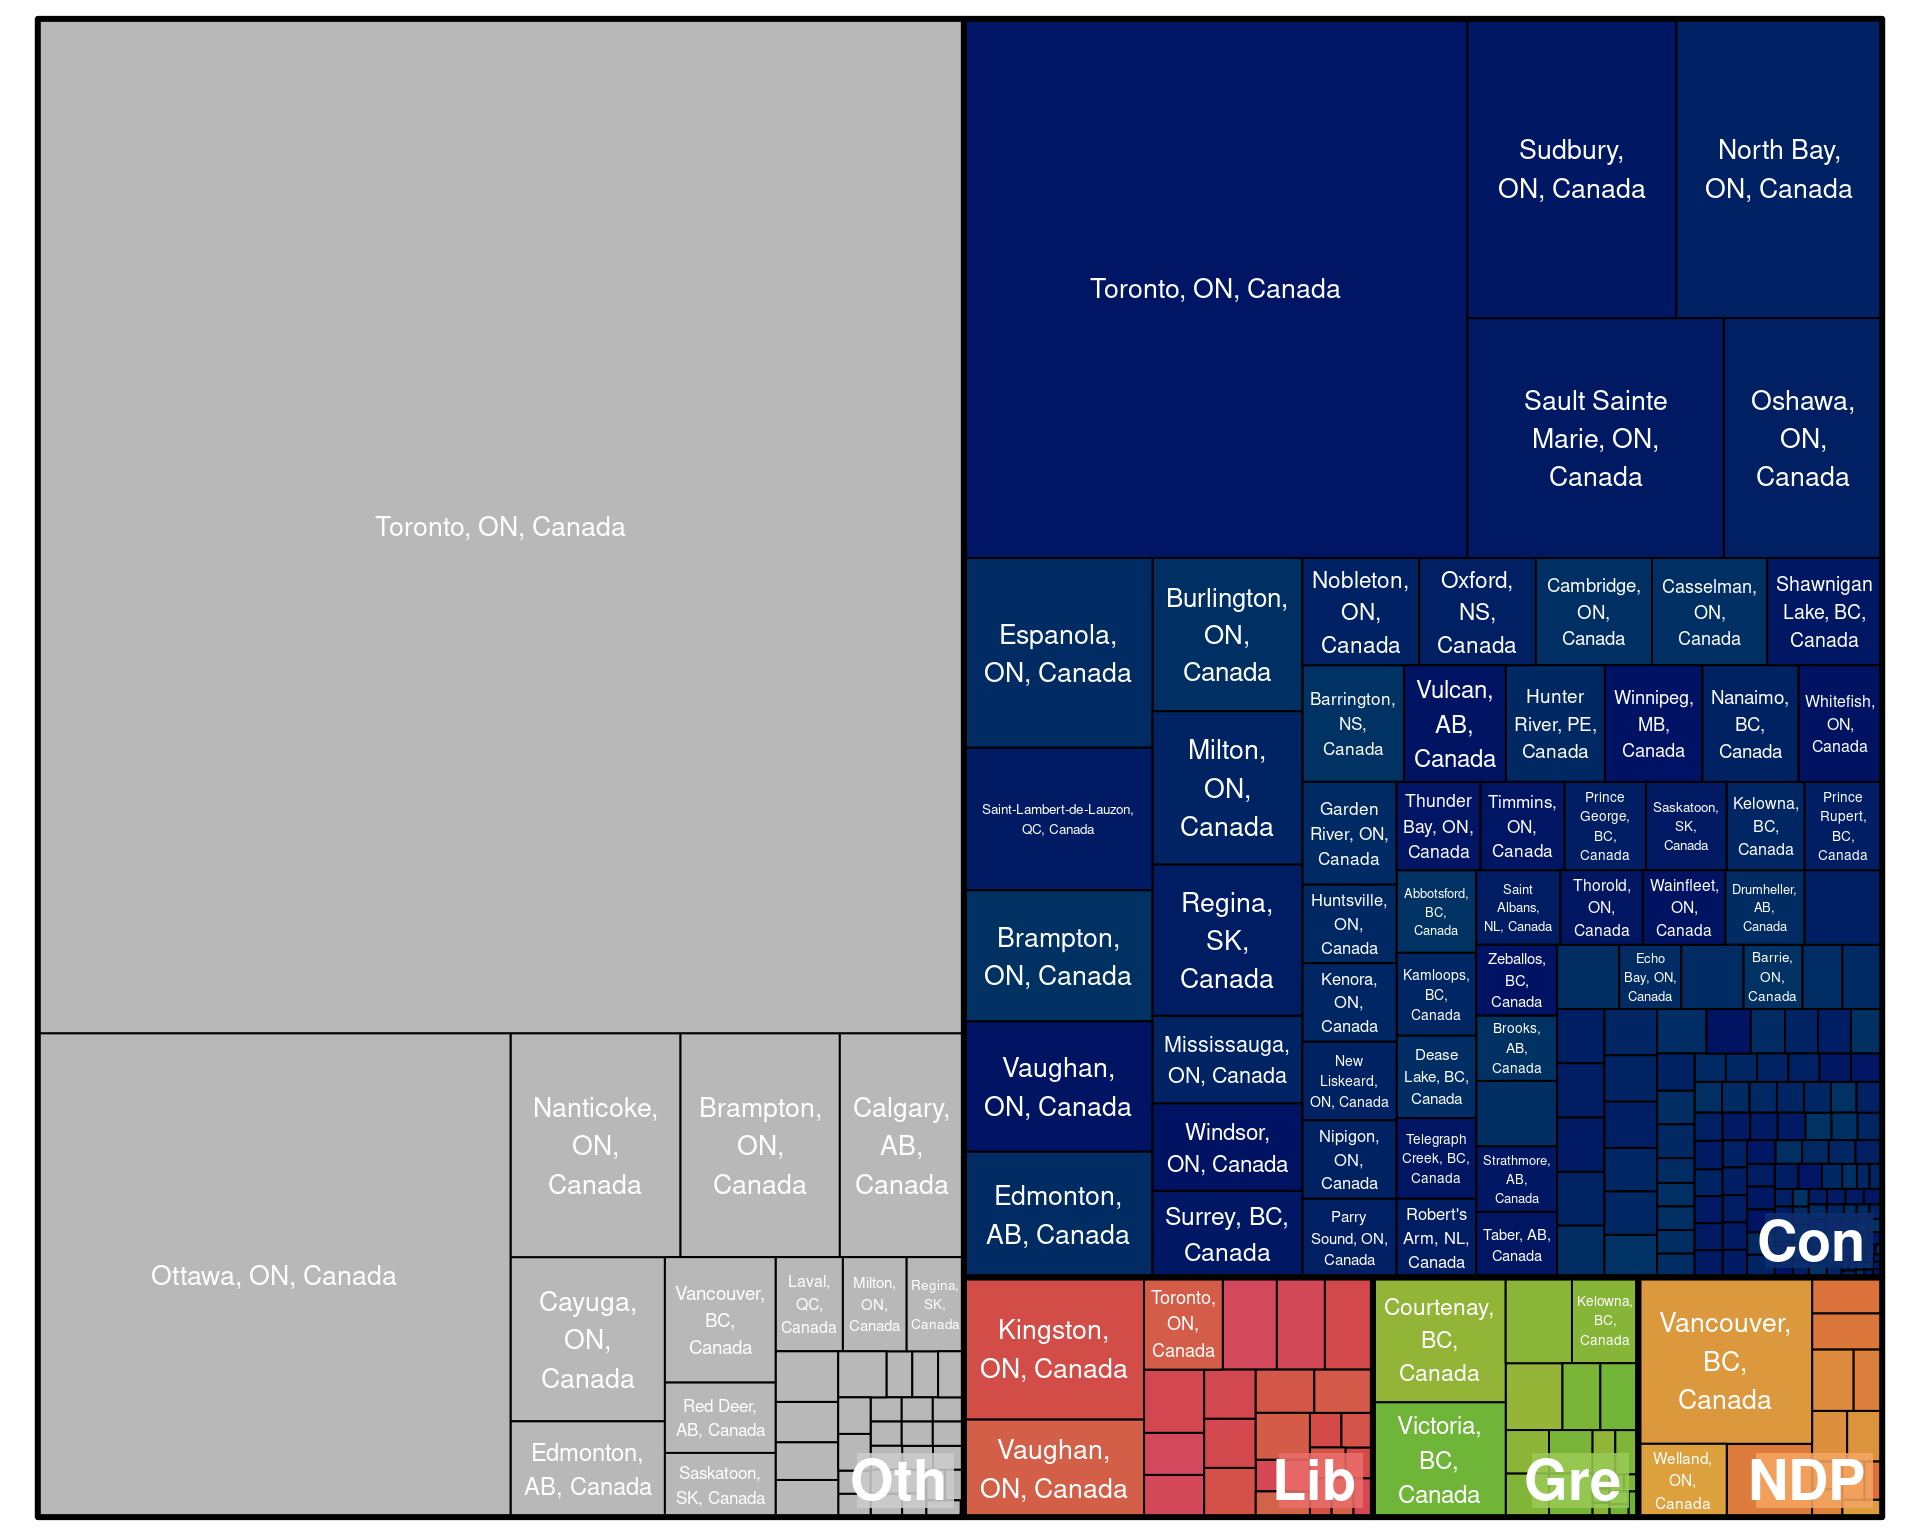 Toronto, ON, Canada
Ottawa, ON, Canada
Nanticoke,
ON,
Canada
Brampton,
ON,
Canada
Calgary,
AB,
Canada
Cayuga,
ON,
Canada
Edmonton,
AB, Canada
Vancouver,
BC,
Canada
Red Deer,
AB, Canada
Saskatoon,
SK, Canada
Laval,
QC,
Canada
Milton,
ON,
Canada
Regina,
SK,
Canada
Oth
Toronto, ON, Canada
Sudbury,
ON, Canada
North Bay,
ON, Canada
Sault Sainte
Marie, ON,
Canada
Oshawa,
ON,
Canada
Espanola,
ON, Canada
Saint-Lambert-de-Lauzon,
QC, Canada
Brampton,
ON, Canada
Vaughan,
ON, Canada
Edmonton,
AB, Canada
Burlington,
ON,
Canada
Milton,
ON,
Canada
Regina,
SK,
Canada
Mississauga,
ON, Canada
Windsor,
ON, Canada
Surrey, BC,
Canada
Nobleton,
ON,
Canada
Oxford,
NS,
Canada
Cambridge,
ON,
Canada
Casselman,
ON,
Canada
Shawnigan
Lake, BC,
Canada
Barrington,
NS,
Canada
Vulcan,
AB,
Canada
Hunter
River, PE,
Canada
Winnipeg,
MB,
Canada
Nanaimo,
BC,
Canada
Whitefish,
ON,
Canada
Garden
River, ON,
Canada
Huntsville,
ON,
Canada
Kenora,
ON,
Canada
New
Liskeard,
ON, Canada
Nipigon,
ON,
Canada
Parry
Sound, ON,
Canada
Thunder
Bay, ON,
Canada
Timmins,
ON,
Canada
Prince
George,
BC,
Canada
Saskatoon,
SK,
Canada
Kelowna,
BC,
Canada
Prince
Rupert,
BC,
Canada
Abbotsford,
BC,
Canada
Kamloops,
BC,
Canada
Dease
Lake, BC,
Canada
Telegraph
Creek, BC,
Canada
Robert's
Arm, NL,
Canada
Saint
Albans,
NL, Canada
Thorold,
ON,
Canada
Wainfleet,
ON,
Canada
Drumheller,
AB,
Canada
Zeballos,
BC,
Canada
Brooks,
AB,
Canada
Strathmore,
AB,
Canada
Taber, AB,
Canada
Echo
Bay, ON,
Canada
Barrie,
ON,
Canada
Con
Kingston,
ON, Canada
Vaughan,
ON, Canada
Toronto,
ON,
Canada
Lib
Courtenay,
BC,
Canada
Victoria,
BC,
Canada
Kelowna,
BC,
Canada
Gre
Vancouver,
BC,
Canada
Welland,
ON,
Canada
NDP